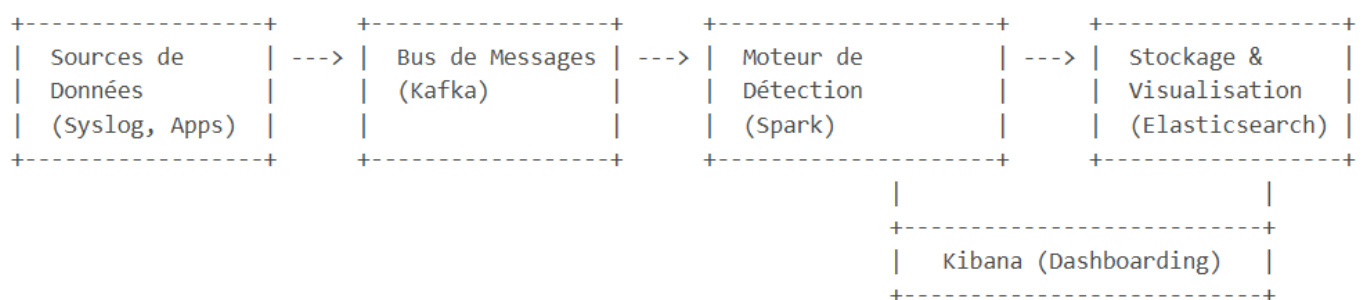 +------------------+      +------------------+      +---------------------+      +------------------+
|  Sources de      | ---> |  Bus de Messages | ---> |  Moteur de          | ---> |  Stockage &      |
|  Données         |      |  (Kafka)         |      |  Détection          |      |  Visualisation   |
|  (Syslog, Apps)  |      |                  |      |  (Spark)            |      |  (Elasticsearch) |
+------------------+      +------------------+      +---------------------+      +------------------+
                                                                  |                           |
                                                                  +---------------------------+
                                                                  |   Kibana (Dashboarding)   |
                                                                  +---------------------------+